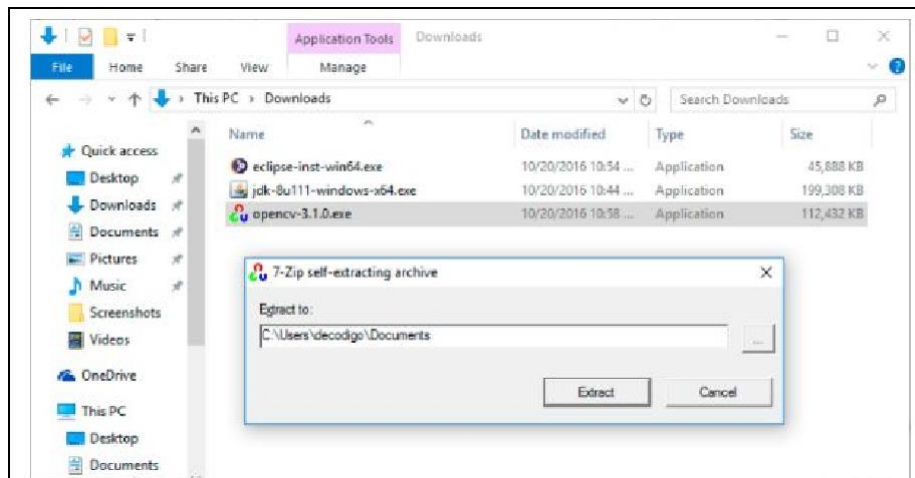 Application Tools Downloads
File Home Share View Manage
This PC › Downloads
Search Downloads
Name Date modified Type Size
Quick access
eclipse-inst-win64.exe 10/20/2016 10:54 ... Application 45,888 KB
Desktop
jdk-8u111-windows-x64.exe 10/20/2016 10:44 ... Application 199,308 KB
Downloads
opencv-3.1.0.exe 10/20/2016 10:58 ... Application 112,432 KB
Documents
Pictures
7-Zip self-extracting archive
Music
Screenshots
Extract to:
Videos
C:\Users\decodigo\Documents
...
OneDrive
Extract Cancel
This PC
Desktop
Documents